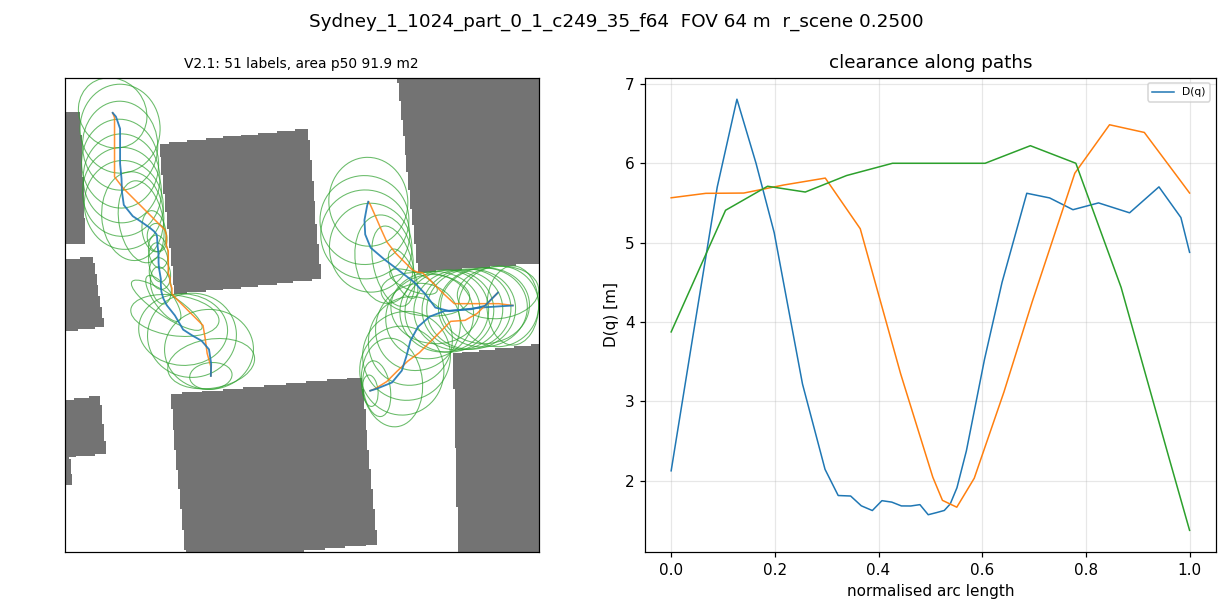 Sydney_1_1024_part_0_1_c249_35_f64  FOV 64 m  r_scene 0.2500
V2.1: 51 labels, area p50 91.9 m2
clearance along paths
D(q)
D(q) [m]
7
6
5
4
3
2
0.0
0.2
0.4
0.6
0.8
1.0
normalised arc length